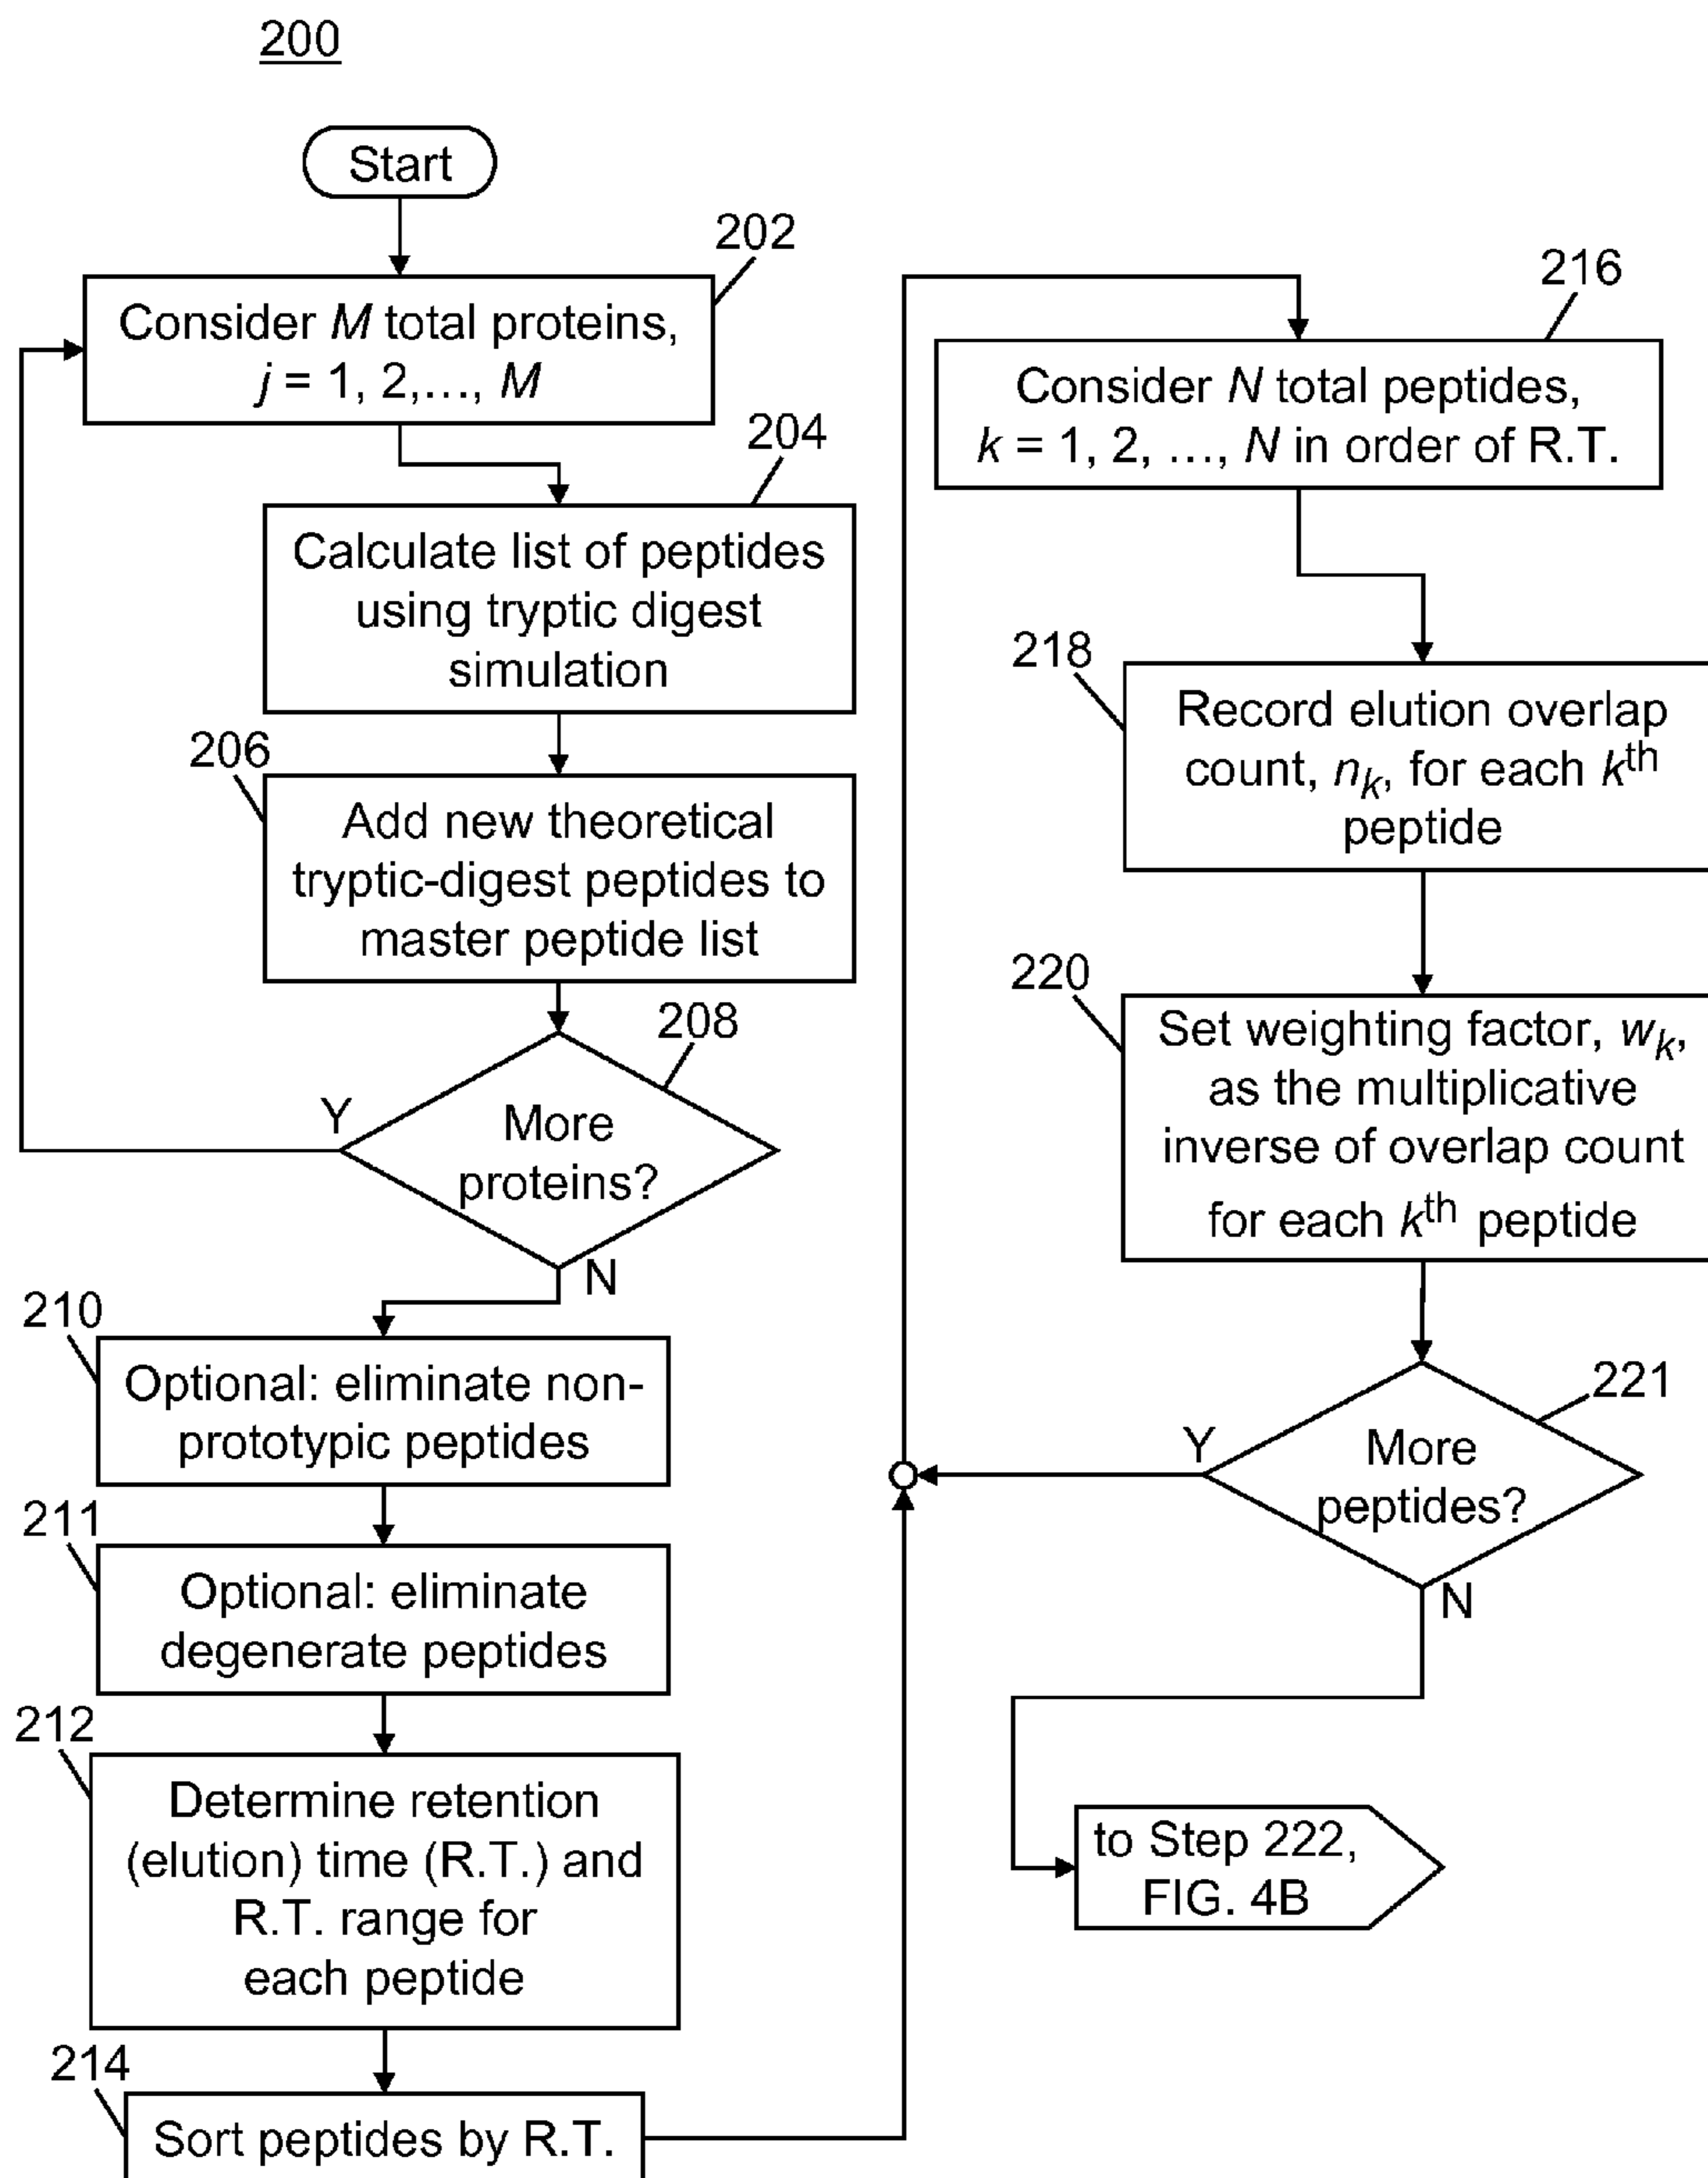 200
Start
202
Consider M total proteins,
j = 1, 2,..., M
204
Calculate list of peptides
using tryptic digest
simulation
206
Add new theoretical
tryptic-digest peptides to
master peptide list
208
More
proteins?
Y
N
210
Optional: eliminate non-
prototypic peptides
211
Optional: eliminate
degenerate peptides
212
Determine retention
(elution) time (R.T.) and
R.T. range for
each peptide
214
Sort peptides by R.T.
216
Consider N total peptides,
k = 1, 2, ..., N in order of R.T.
218
Record elution overlap
count, nk, for each kth
peptide
220
Set weighting factor, wk,
as the multiplicative
inverse of overlap count
for each kth peptide
221
More
peptides?
Y
N
to Step 222,
FIG. 4B